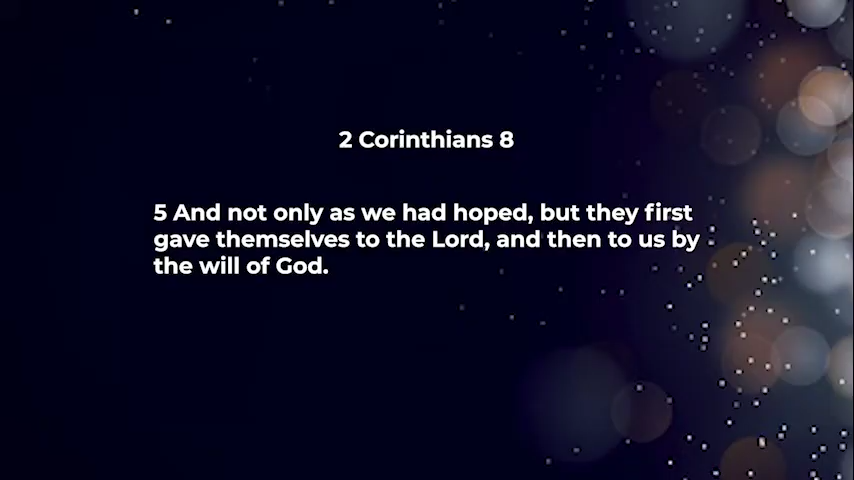 2 Corinthians 8
5 And not only as we had hoped, but they first
gave themselves to the Lord, and then to us by
the will of God.